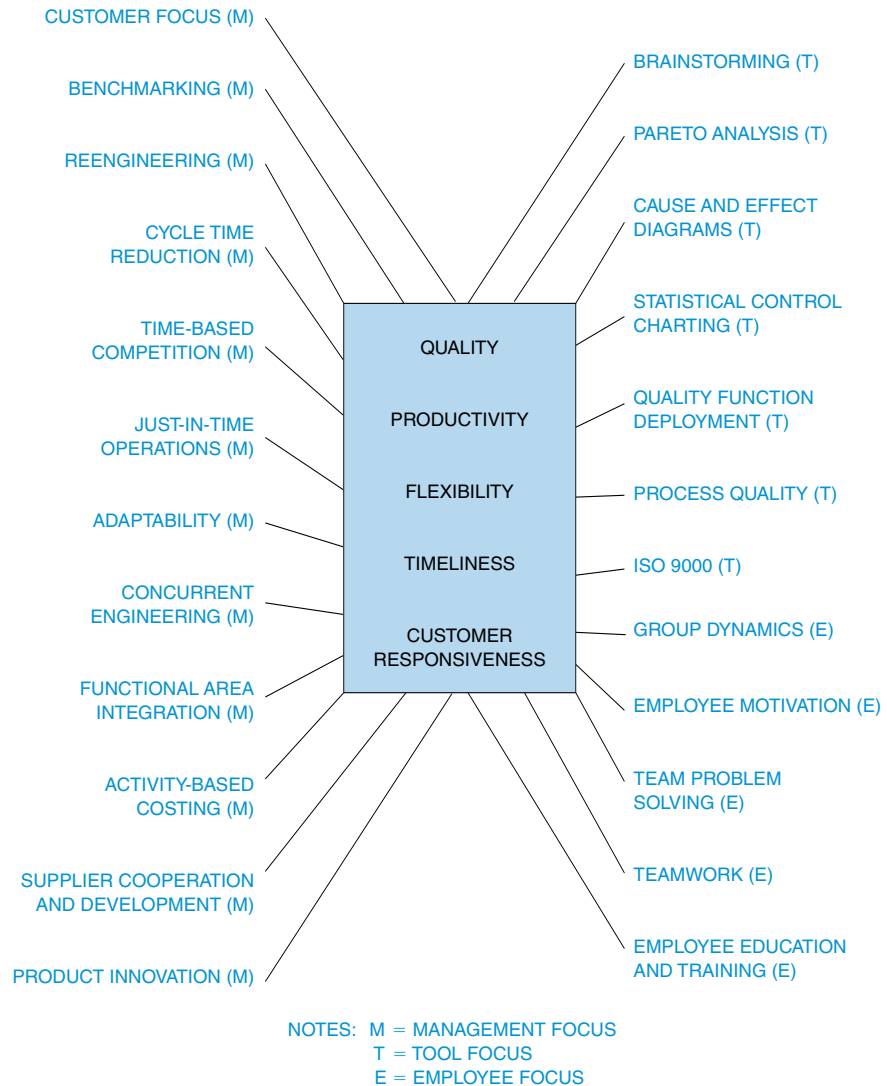 CUSTOMER FOCUS (M)
BENCHMARKING (M)
REENGINEERING (M)
CYCLE TIME
REDUCTION (M)
TIME-BASED
COMPETITION (M)
JUST-IN-TIME
OPERATIONS (M)
ADAPTABILITY (M)
CONCURRENT
ENGINEERING (M)
FUNCTIONAL AREA
INTEGRATION (M)
ACTIVITY-BASED
COSTING (M)
SUPPLIER COOPERATION
AND DEVELOPMENT (M)
PRODUCT INNOVATION (M)
QUALITY
PRODUCTIVITY
FLEXIBILITY
TIMELINESS
CUSTOMER
RESPONSIVENESS
BRAINSTORMING (T)
PARETO ANALYSIS (T)
CAUSE AND EFFECT
DIAGRAMS (T)
STATISTICAL CONTROL
CHARTING (T)
QUALITY FUNCTION
DEPLOYMENT (T)
PROCESS QUALITY (T)
ISO 9000 (T)
GROUP DYNAMICS (E)
EMPLOYEE MOTIVATION (E)
TEAM PROBLEM
SOLVING (E)
TEAMWORK (E)
EMPLOYEE EDUCATION
AND TRAINING (E)
NOTES: M = MANAGEMENT FOCUS
T = TOOL FOCUS
E = EMPLOYEE FOCUS